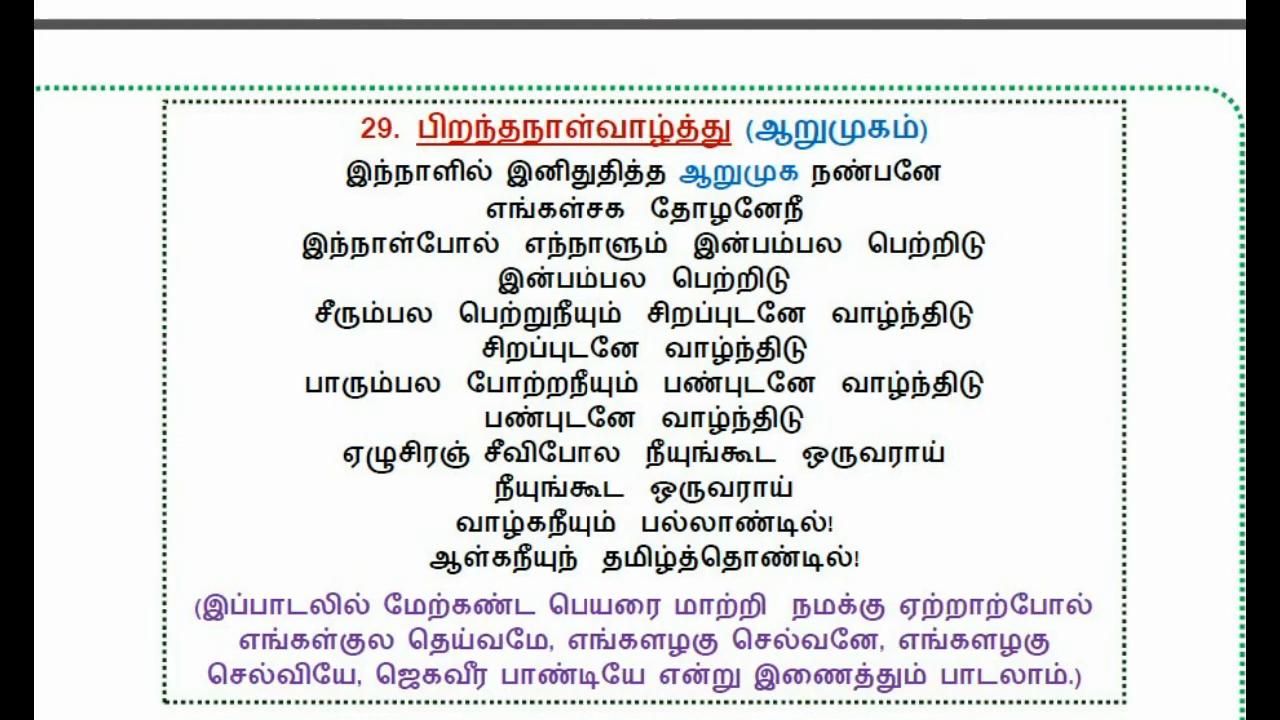 29. பிறந்தநாள்வாழ்த்து (ஆறுமுகம்)
இந்நாளில் இனிதுதித்த ஆறுமுக நண்பனே
எங்கள்சக தோழனேநீ
இந்நாள்போல் எந்நாளும் இன்பம்பல பெற்றிடு
இன்பம்பல பெற்றிடு
சீரும்பல பெற்றுநீயும் சிறப்புடனே வாழ்ந்திடு
சிறப்புடனே வாழ்ந்திடு
பாரும்பல போற்றநீயும் பண்புடனே வாழ்ந்திடு
பண்புடனே வாழ்ந்திடு
ஏழுசிரஞ் சீவிபோல நீயுங்கூட ஒருவராய்
நீயுங்கூட ஒருவராய்
வாழ்கநீயும் பல்லாண்டில்!
ஆள்கநீயுந் தமிழ்த்தொண்டில்!
(இப்பாடலில் மேற்கண்ட பெயரை மாற்றி நமக்கு ஏற்றாற்போல்
எங்கள்குல தெய்வமே, எங்களழகு செல்வனே, எங்களழகு
செல்வியே, ஜெகவீர பாண்டியே என்று இணைத்தும் பாடலாம்.)